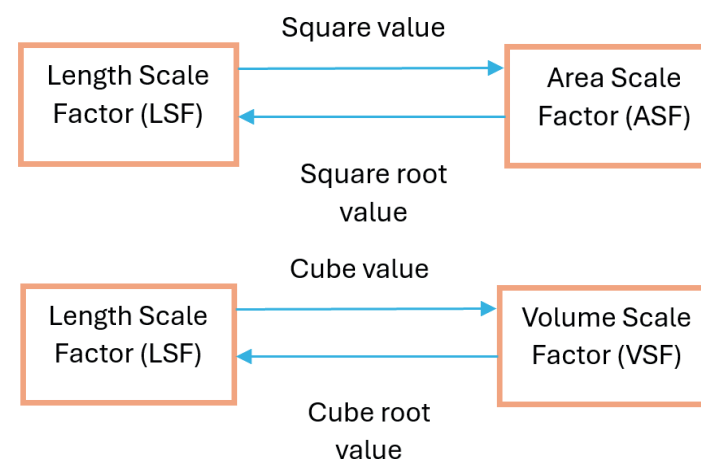 Square value
Length Scale
Factor (LSF)
Area Scale
Factor (ASF)
Square root
value
Cube value
Length Scale
Factor (LSF)
Volume Scale
Factor (VSF)
Cube root
value